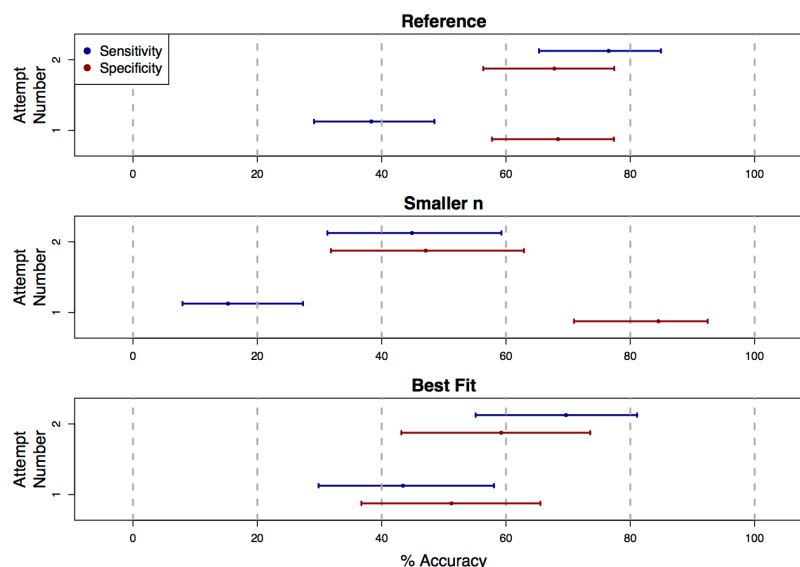 Reference
Sensitivity
Specificity
Attempt
Number
2
1
0 20 40 60 80 100
Smaller n
Attempt
Number
2
1
0 20 40 60 80 100
Best Fit
Attempt
Number
2
1
0 20 40 60 80 100
% Accuracy